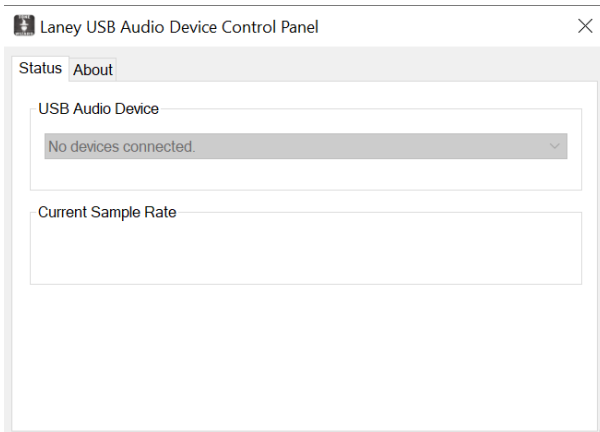 Laney USB Audio Device Control Panel
Status About
USB Audio Device
No devices connected.
Current Sample Rate